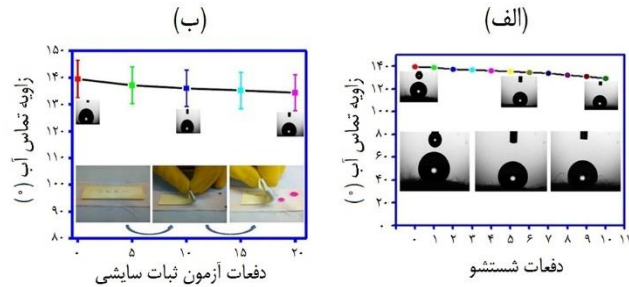 (الف)
زاویه تماس آب (°)
۱۴۰
۱۲۰
۱۰۰
۸۰
۶۰
۴۰
۰
۰ ۱ ۲ ۳ ۴ ۵ ۶ ۷ ۸ ۹ ۱۰ ۱۱
دفعات شستشو
(ب)
زاویه تماس آب (°)
۱۵۰
۱۴۰
۱۳۰
۱۲۰
۱۱۰
۱۰۰
۹۰
۸۰
۰ ۵ ۱۰ ۱۵ ۲۰
دفعات آزمون ثبات سایشی